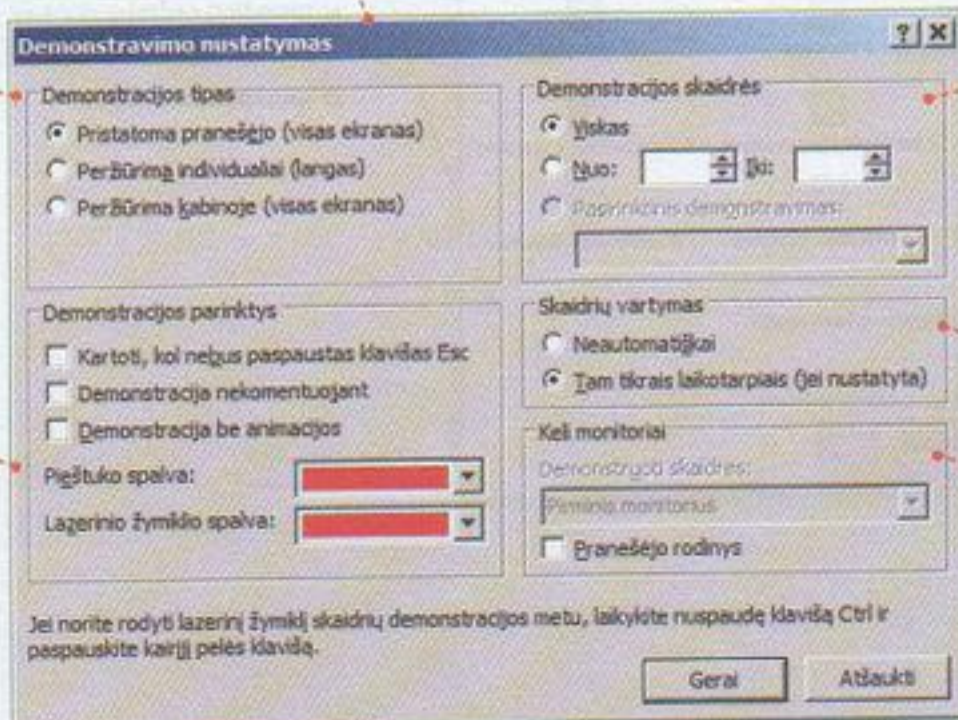 Demonstravimo nustatymas
Demonstracijos tipas
Pristatoma pranešėjo (visas ekranas)
Peržiūrima individualiai (langas)
Peržiūrima kabinoje (visas ekranas)
Demonstracijos skaidrės
Viskas
Nuo: Iki:
Pasirinktinis demonstravimas:
Demonstracijos parinktys
Kartoti, kol nebus paspaustas klavišas Esc
Demonstracija nekomentuojant
Demonstracija be animacijos
Pieštuko spalva:
Lazerinio žymiklio spalva:
Skaidrių vartymas
Neautomatiškai
Tam tikrais laikotarpiais (jei nustatyta)
Keli monitoriai
Demonstruoti skaidres:
Pirminis monitorius
Pranešėjo rodinys
Jei norite rodyti lazerinį žymiklį skaidrių demonstracijos metu, laikykite nuspaudę klavišą Ctrl ir
paspauskite kairįjį pelės klavišą.
Gerai Atšaukti